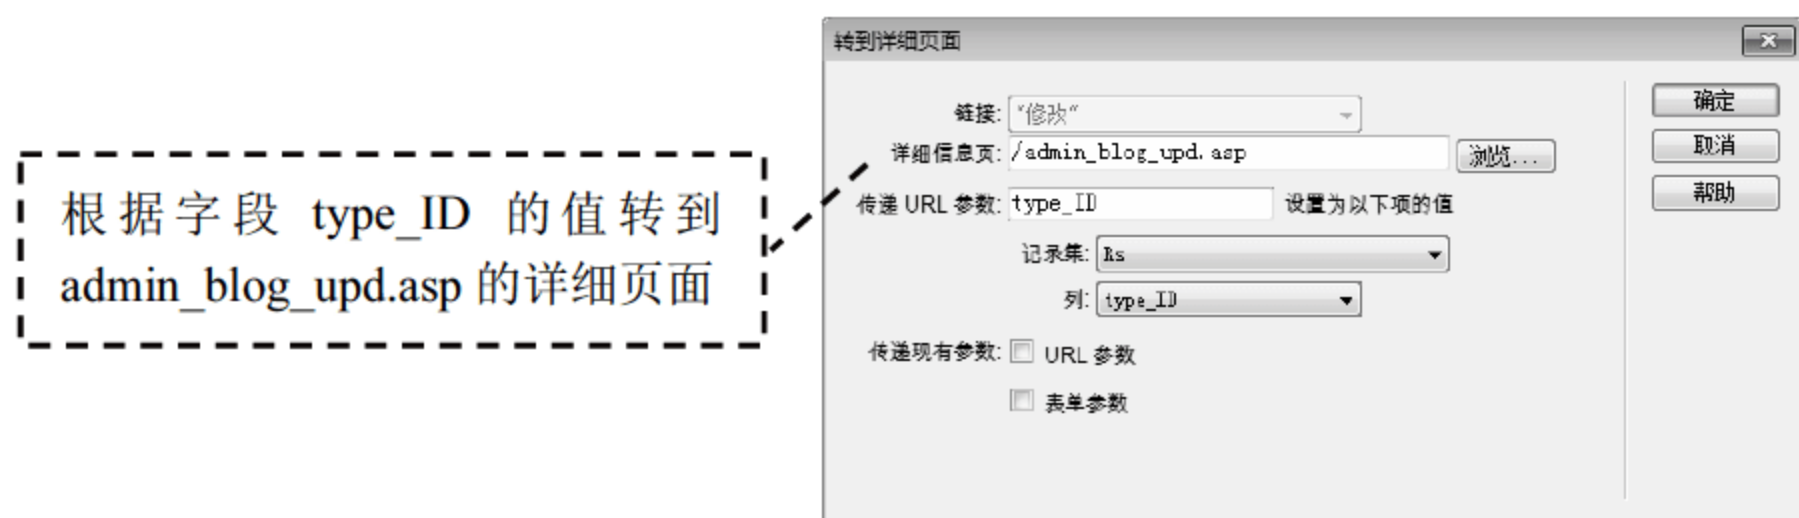 根据字段 type_ID 的值转到
admin_blog_upd.asp 的详细页面
转到详细页面
链接: "修改"
详细信息页: /admin_blog_upd.asp 浏览...
传递 URL 参数: type_ID 设置为以下项的值
记录集: Rs
列: type_ID
传递现有参数: URL 参数
表单参数
确定
取消
帮助